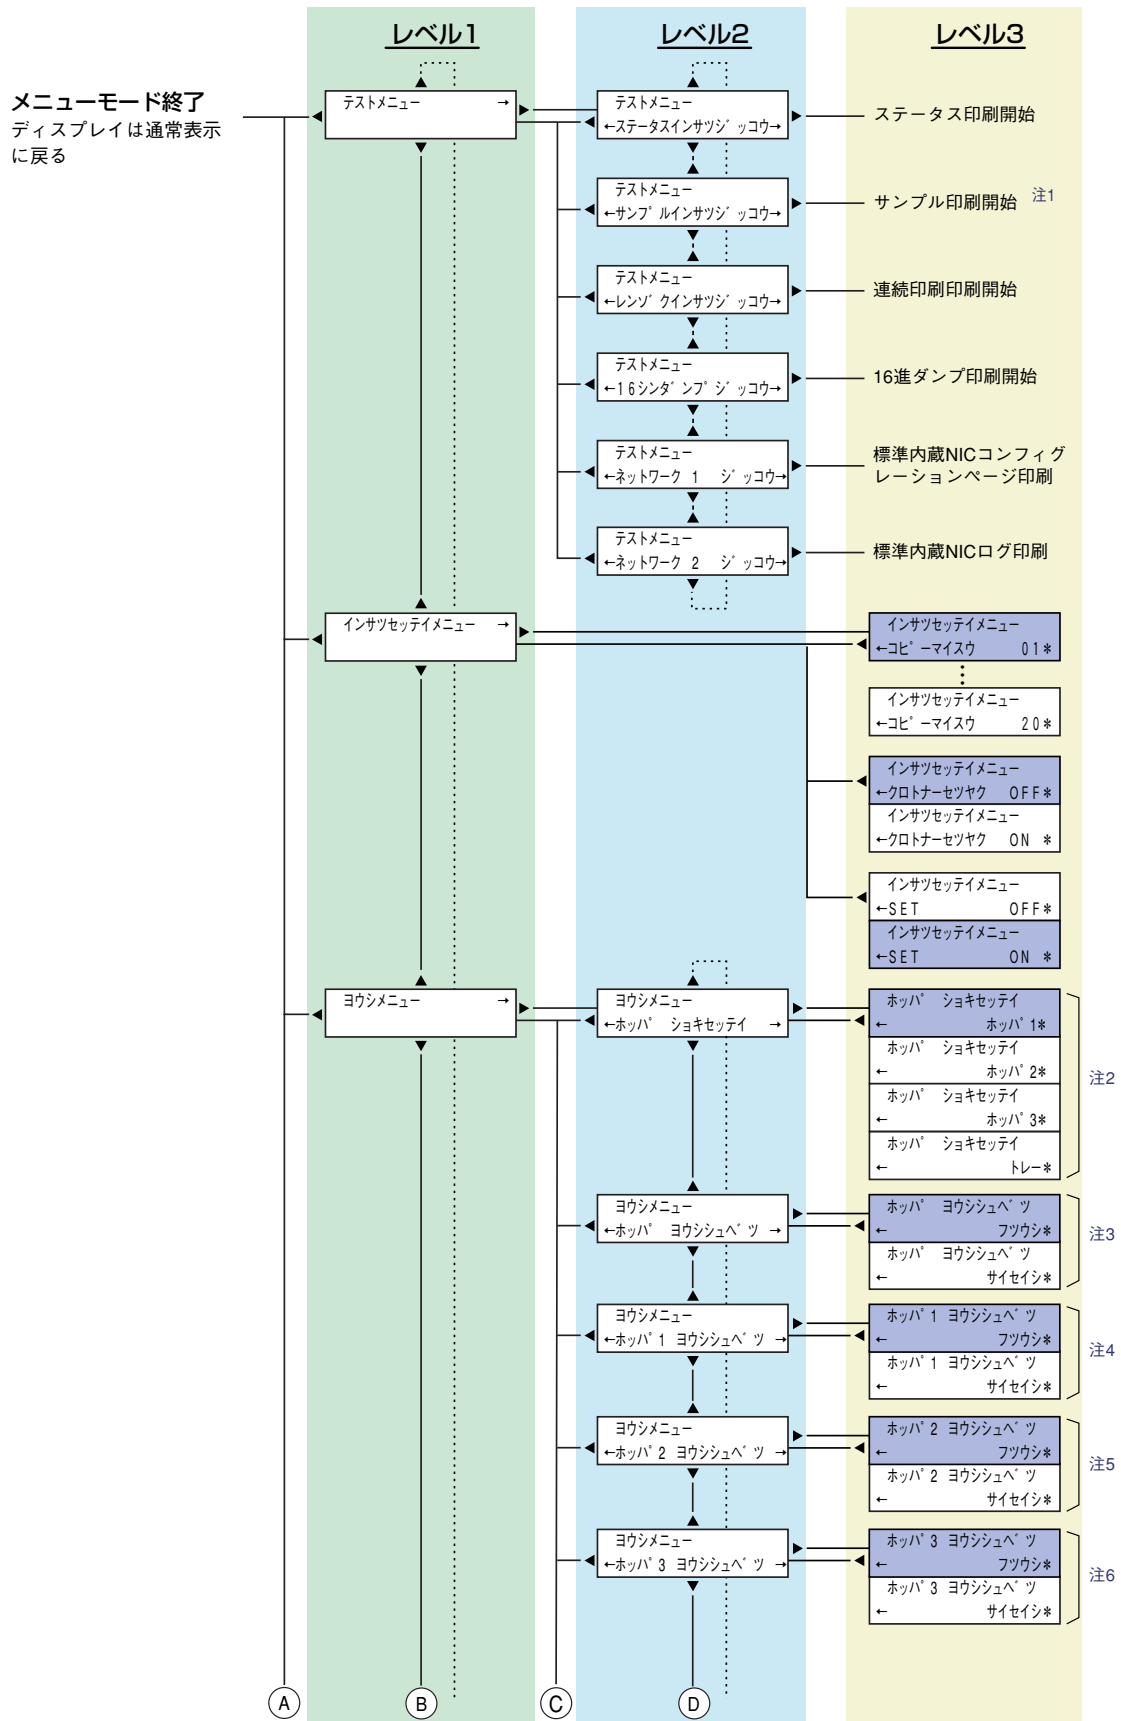 レベル1
レベル2
レベル3
メニューモード終了
ディスプレイは通常表示
に戻る
テストメニュー →
テストメニュー
←ステータスインサツジッコウ→
ステータス印刷開始
テストメニュー
←サンプルインサツジッコウ→
サンプル印刷開始 注1
テストメニュー
←レンゾクインサツジッコウ→
連続印刷印刷開始
テストメニュー
←16シンダンプジッコウ→
16進ダンプ印刷開始
テストメニュー
←ネットワーク 1 ジッコウ→
標準内蔵NICコンフィグ
レーションページ印刷
テストメニュー
←ネットワーク 2 ジッコウ→
標準内蔵NICログ印刷
インサツセッテイメニュー →
インサツセッテイメニュー
←コピーマイスウ 01*
インサツセッテイメニュー
←コピーマイスウ 20*
インサツセッテイメニュー
←クロトナーセツヤク OFF*
インサツセッテイメニュー
←クロトナーセツヤク ON *
インサツセッテイメニュー
←SET OFF*
インサツセッテイメニュー
←SET ON *
ヨウシメニュー →
ヨウシメニュー
←ホッパ ショキセッテイ →
ホッパ ショキセッテイ
← ホッパ1*
ホッパ ショキセッテイ
← ホッパ2*
ホッパ ショキセッテイ
← ホッパ3*
ホッパ ショキセッテイ
← トレー*
注2
ヨウシメニュー
←ホッパ ヨウシシュベツ →
ホッパ ヨウシシュベツ
← フツウシ*
ホッパ ヨウシシュベツ
← サイセイシ*
注3
ヨウシメニュー
←ホッパ1 ヨウシシュベツ →
ホッパ1 ヨウシシュベツ
← フツウシ*
ホッパ1 ヨウシシュベツ
← サイセイシ*
注4
ヨウシメニュー
←ホッパ2 ヨウシシュベツ →
ホッパ2 ヨウシシュベツ
← フツウシ*
ホッパ2 ヨウシシュベツ
← サイセイシ*
注5
ヨウシメニュー
←ホッパ3 ヨウシシュベツ →
ホッパ3 ヨウシシュベツ
← フツウシ*
ホッパ3 ヨウシシュベツ
← サイセイシ*
注6
A
B
C
D